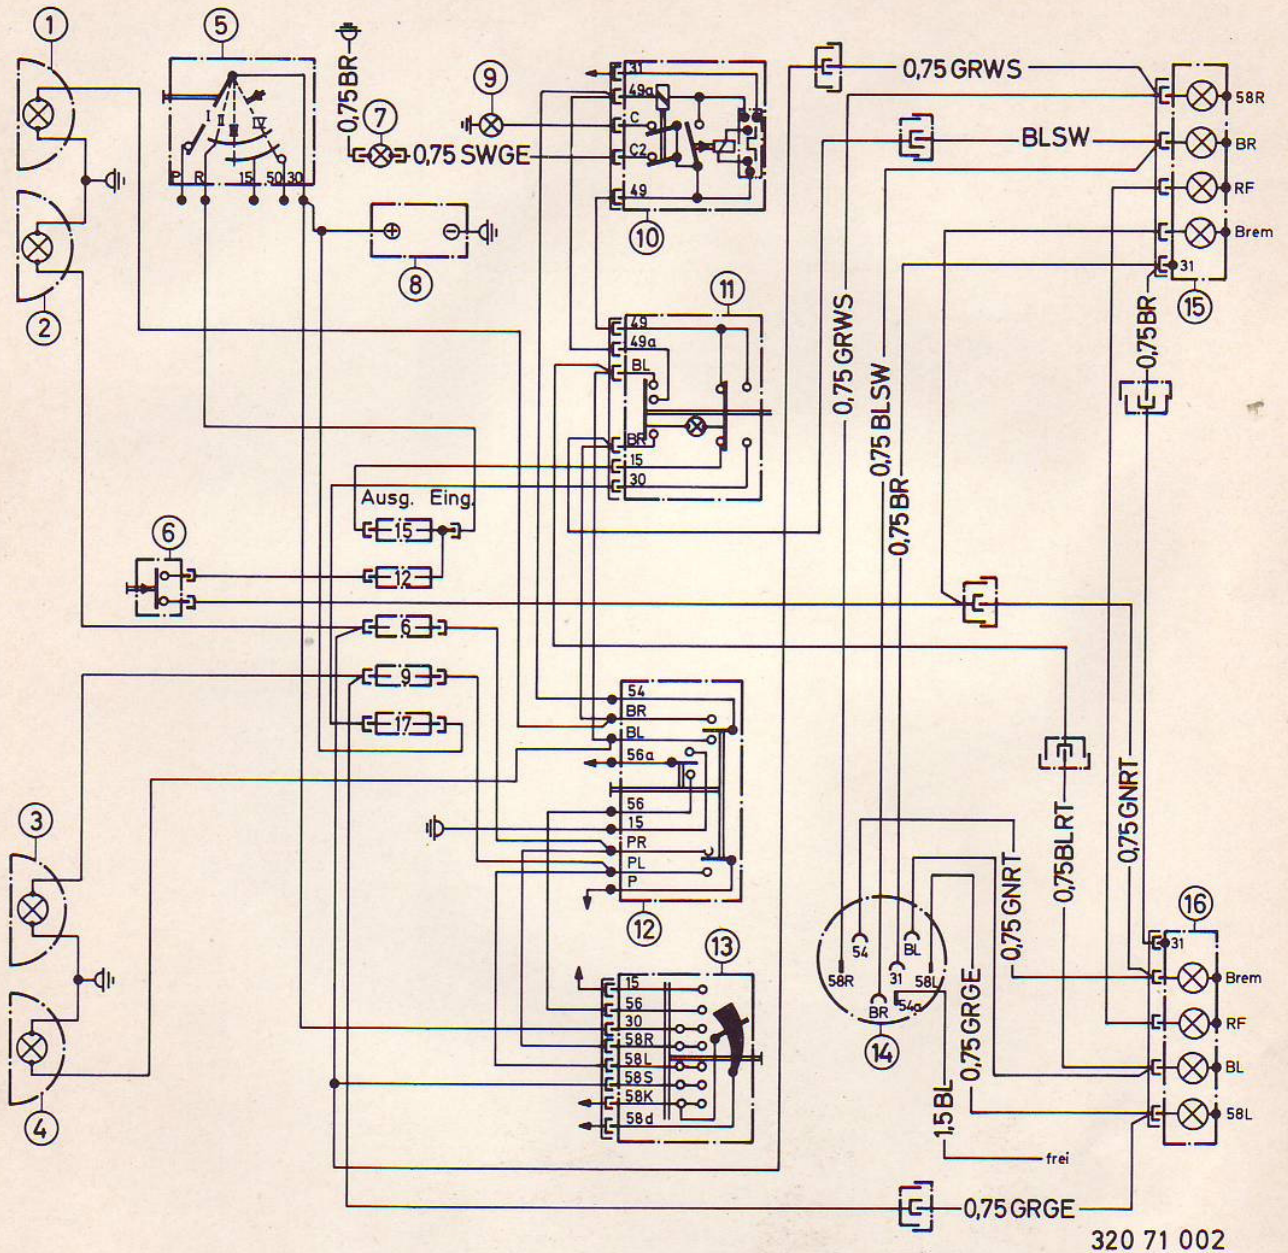 1
2
3
4
5
P
R
15
50
30
I
II
III
IV
6
0,75 BR
7
0,75 SWGE
8
+
-
9
10
31
49a
C
C2
49
11
49
49a
BL
BR
15
30
Ausg. Eing.
15
12
6
9
17
12
54
BR
BL
56a
56
15
PR
PL
P
13
15
56
30
58R
58L
58S
58K
58d
0,75 GRWS
BLSW
0,75 GRWS
0,75 BLSW
0,75 BR
15
58R
BR
RF
Brem
31
0,75 BR
0,75 GNRT
0,75 BLRT
0,75 GNRT
0,75 GRGE
14
58R
54
BR
31
BL
58L
54a
1,5 BL
frei
16
31
Brem
RF
BL
58L
0,75 GRGE
320 71 002